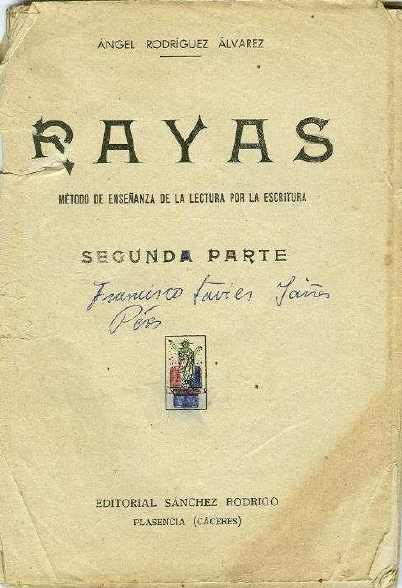 ÁNGEL RODRÍGUEZ ÁLVAREZ
RAYAS
MÉTODO DE ENSEÑANZA DE LA LECTURA POR LA ESCRITURA
SEGUNDA PARTE
Francisco Javier
EDITORIAL SÁNCHEZ RODRIGO
PLASENCIA (CÁCERES)